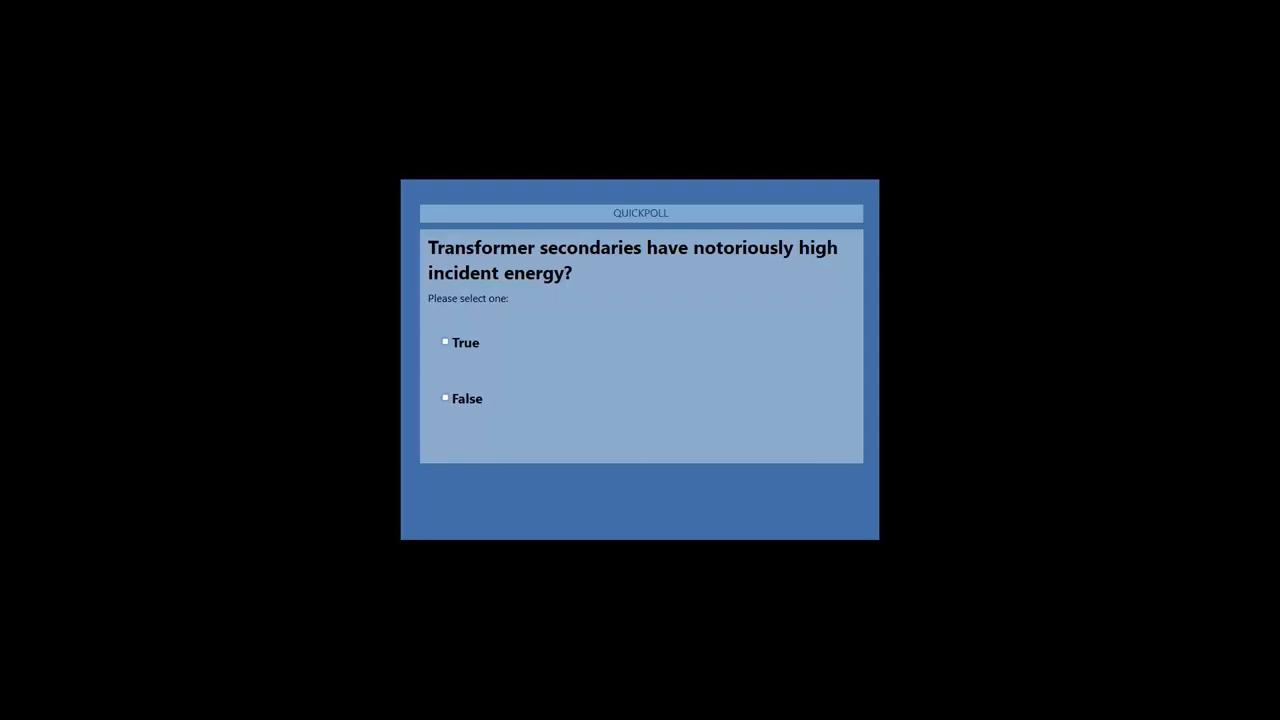 QUICKPOLL
Transformer secondaries have notoriously high
incident energy?
Please select one:
True
False